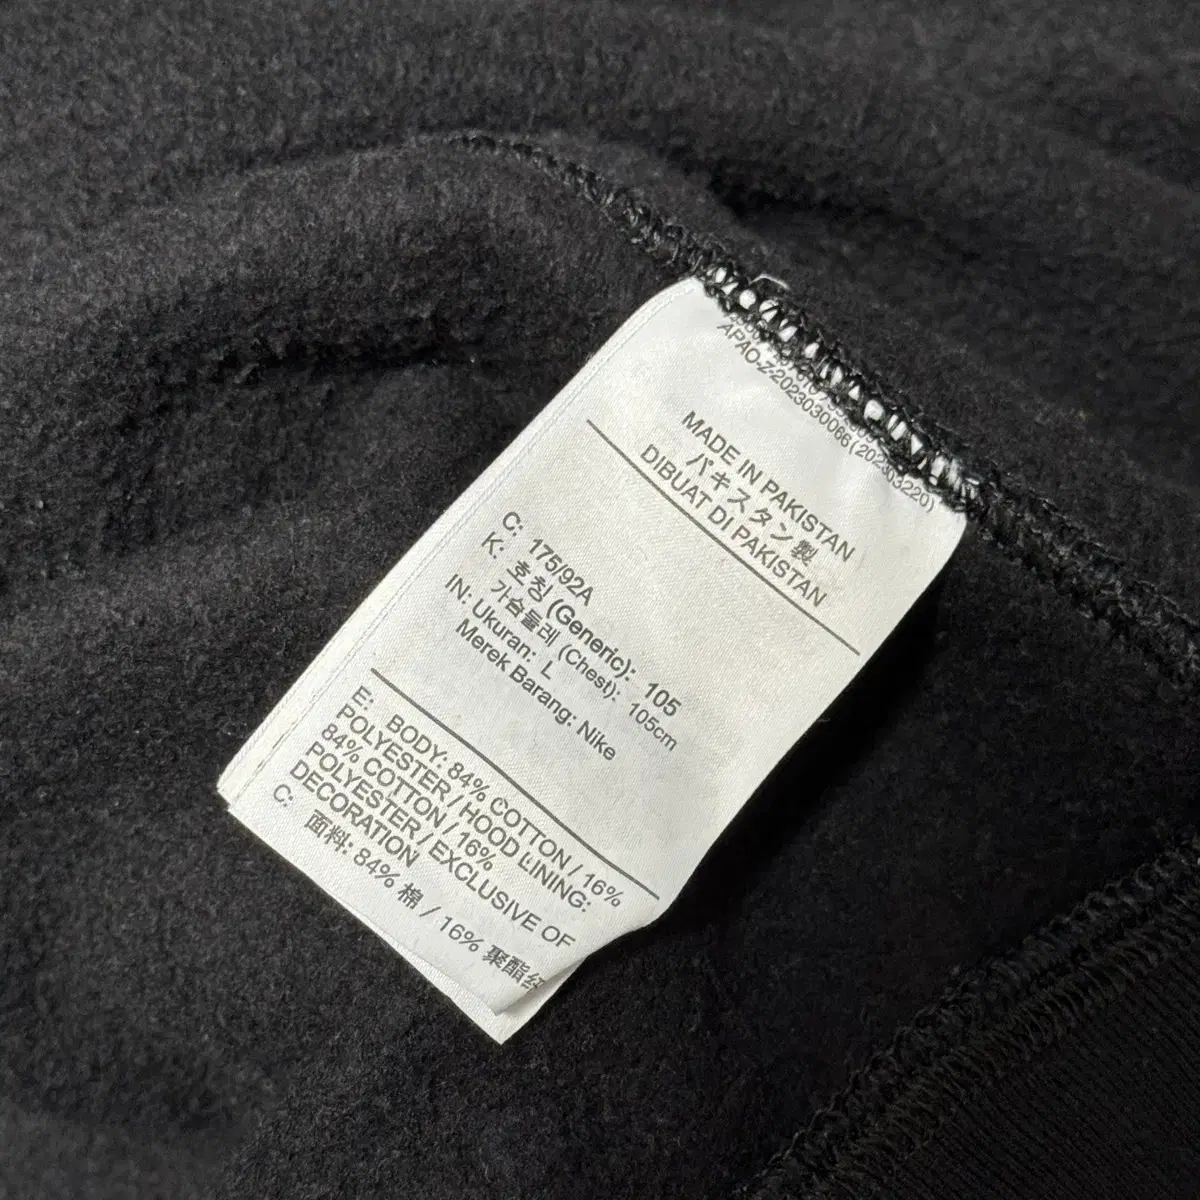 APAO-Z-2023030066(20230320)
MADE IN PAKISTAN
パキスタン製
DIBUAT DI PAKISTAN
C: 175/92A
K: 호칭 (Generic): 105
가슴둘레 (Chest): 105cm
IN: Ukuran: L
Merek Barang: Nike
E: BODY: 84% COTTON / 16%
POLYESTER / HOOD LINING:
84% COTTON / 16%
POLYESTER / EXCLUSIVE OF
DECORATION
C: 面料: 84% 棉 / 16% 聚酯纤